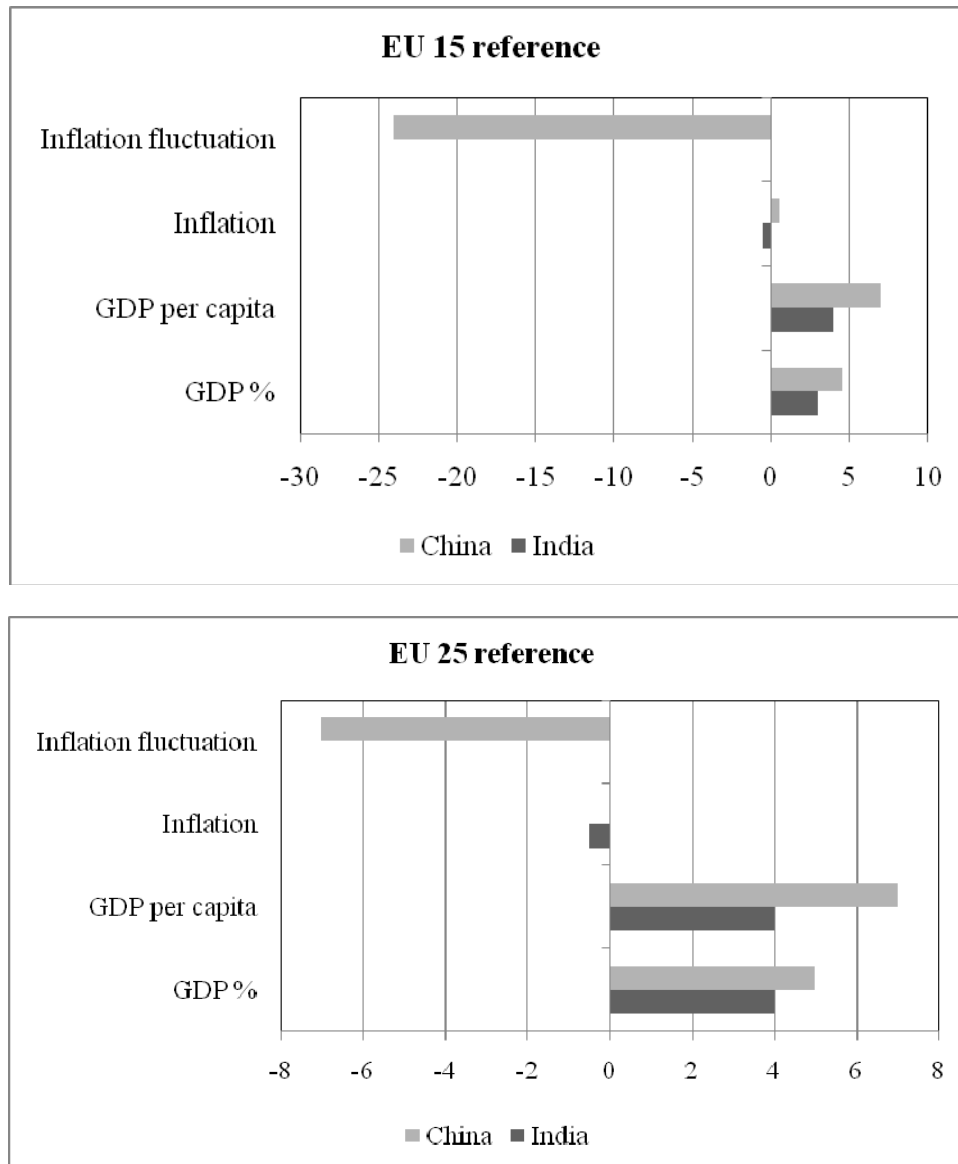 EU 15 reference
Inflation fluctuation
Inflation
GDP per capita
GDP %
-30 -25 -20 -15 -10 -5 0 5 10
China India
EU 25 reference
Inflation fluctuation
Inflation
GDP per capita
GDP %
-8 -6 -4 -2 0 2 4 6 8
China India